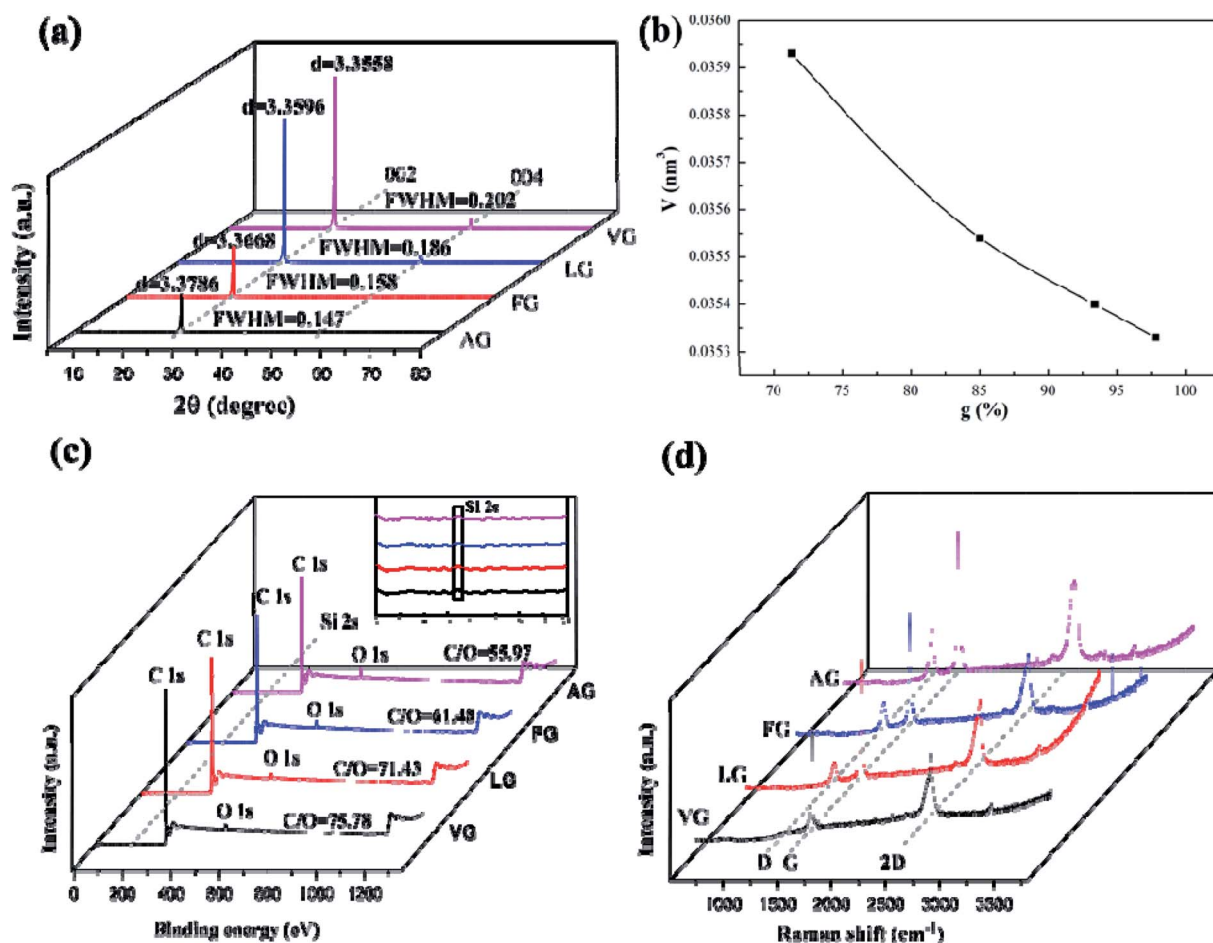 (a)
d=3.3558
d=3.3596
002
004
FWHM=0.202
VG
d=3.3668
FWHM=0.186
LG
d=3.3786
FWHM=0.158
FG
FWHM=0.147
AG
Intensity (a.u.)
10 20 30 40 50 60 70 80
2θ (degree)
(b)
0.0360
0.0359
0.0358
0.0357
0.0356
0.0355
0.0354
0.0353
V (nm³)
70 75 80 85 90 95 100
g (%)
(c)
Si 2s
C 1s
C 1s
Si 2s
C 1s
O 1s
C/O=55.97
AG
C 1s
O 1s
C/O=61.48
FG
O 1s
C/O=71.43
LG
O 1s
C/O=75.78
VG
Intensity (a.u.)
0 200 400 600 800 1000 1200
Binding energy (eV)
(d)
AG
FG
LG
VG
D G 2D
Intensity (a.u.)
1000 1500 2000 2500 3000 3500
Raman shift (cm⁻¹)